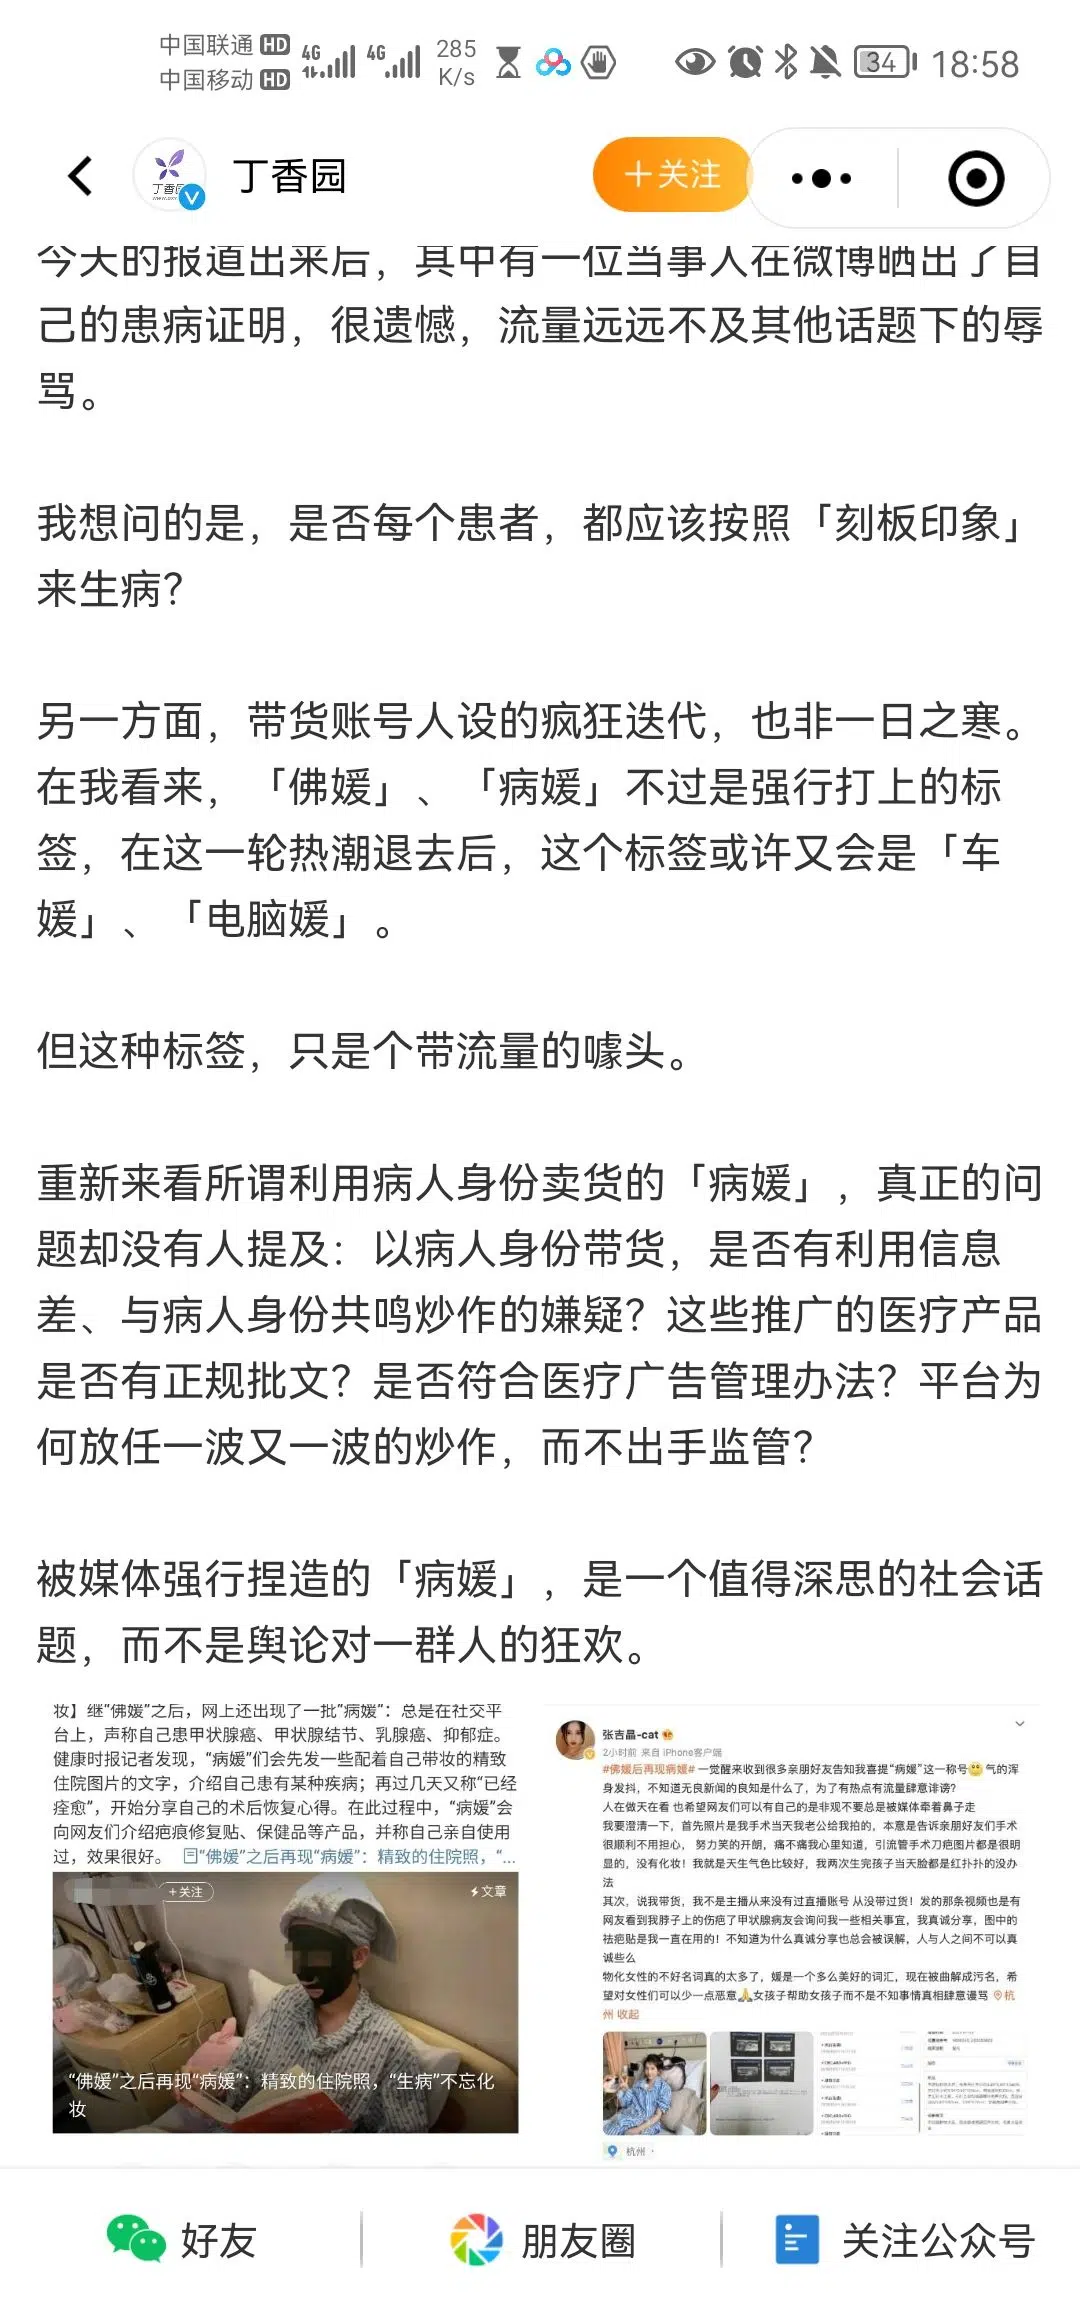 中国联通 HD
中国移动 HD
4G
4G
285
K/s
34
18:58
丁香园
丁香园
+关注
今天的报道出来后，其中有一位当事人在微博晒出了自
己的患病证明，很遗憾，流量远远不及其他话题下的辱
骂。
我想问的是，是否每个患者，都应该按照「刻板印象」
来生病？
另一方面，带货账号人设的疯狂迭代，也非一日之寒。
在我看来，「佛媛」、「病媛」不过是强行打上的标
签，在这一轮热潮退去后，这个标签或许又会是「车
媛」、「电脑媛」。
但这种标签，只是个带流量的噱头。
重新来看所谓利用病人身份卖货的「病媛」，真正的问
题却没有人提及：以病人身份带货，是否有利用信息
差、与病人身份共鸣炒作的嫌疑？这些推广的医疗产品
是否有正规批文？是否符合医疗广告管理办法？平台为
何放任一波又一波的炒作，而不出手监管？
被媒体强行捏造的「病媛」，是一个值得深思的社会话
题，而不是舆论对一群人的狂欢。
妆】继“佛媛”之后，网上还出现了一批“病媛”：总是在社交平
台上，声称自己患甲状腺癌、甲状腺结节、乳腺癌、抑郁症。
健康时报记者发现，“病媛”们会先发一些配着自己带妆的精致
住院图片的文字，介绍自己患有某种疾病；再过几天又称“已经
痊愈”，开始分享自己的术后恢复心得。在此过程中，“病媛”会
向网友们介绍疤痕修复贴、保健品等产品，并称自己亲自使用
过，效果很好。 “佛媛”之后再现“病媛”：精致的住院照，“...
+关注
文章
“佛媛”之后再现“病媛”：精致的住院照，“生病”不忘化
妆
张吉晶-cat
2小时前 来自 iPhone客户端
#佛媛后再现病媛# 一觉醒来收到很多亲朋好友告知我喜提“病媛”这一称号 气的浑
身发抖，不知道无良新闻的良知是什么了，为了有热点有流量肆意诽谤？
人在做天在看 也希望网友们可以有自己的是非观不要总是被媒体牵着鼻子走
我要澄清一下，首先照片是我手术当天我老公给我拍的，本意是告诉亲朋好友们手术
很顺利不用担心， 努力笑的开朗，痛不痛我心里知道，引流管手术刀疤图片都是很明
显的，没有化妆！我就是天生气色比较好，我两次生完孩子当天脸都是红扑扑的没办
法
其次，说我带货，我不是主播从来没有过直播账号 从没带过货！发的那条视频也是有
网友看到我脖子上的伤疤了甲状腺病友会询问我一些相关事宜，我真诚分享，图中的
祛疤贴是我一直在用的！不知道为什么真诚分享也总会被误解，人与人之间不可以真
诚些么
物化女性的不好名词真的太多了，媛是一个多么美好的词汇，现在被曲解成污名，希
望对女性们可以少一点恶意 女孩子帮助女孩子而不是不知事情真相肆意谩骂 杭
州 收起
杭州
好友
朋友圈
关注公众号